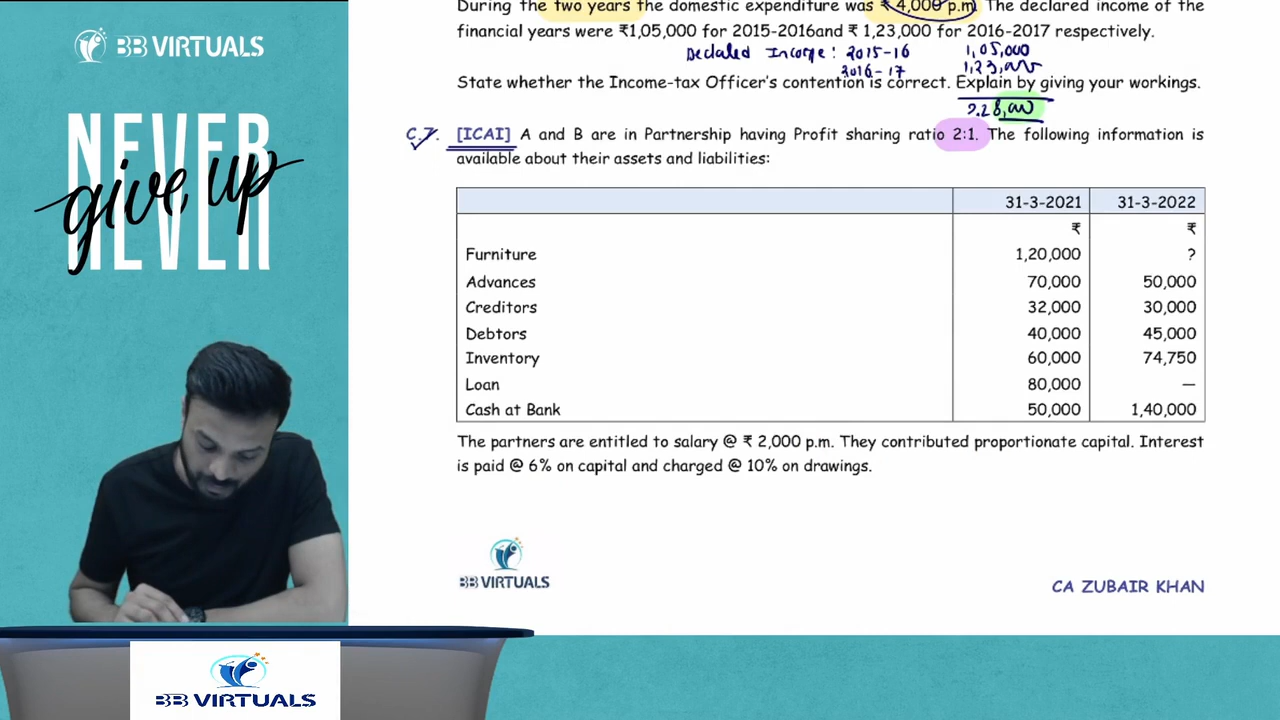 BB VIRTUALS
NEVER
give up
NEVER
During the two years the domestic expenditure was ₹ 4,000 p.m. The declared income of the
financial years were ₹1,05,000 for 2015-2016and ₹ 1,23,000 for 2016-2017 respectively.
Declared Income: 2015-16 1,05,000
2016-17 1,23,000
State whether the Income-tax Officer's contention is correct. Explain by giving your workings.
2,28,000
C.7. [ICAI] A and B are in Partnership having Profit sharing ratio 2:1. The following information is
available about their assets and liabilities:
31-3-2021 31-3-2022
₹ ₹
Furniture 1,20,000 ?
Advances 70,000 50,000
Creditors 32,000 30,000
Debtors 40,000 45,000
Inventory 60,000 74,750
Loan 80,000 —
Cash at Bank 50,000 1,40,000
The partners are entitled to salary @ ₹ 2,000 p.m. They contributed proportionate capital. Interest
is paid @ 6% on capital and charged @ 10% on drawings.
BB VIRTUALS
CA ZUBAIR KHAN
BB VIRTUALS